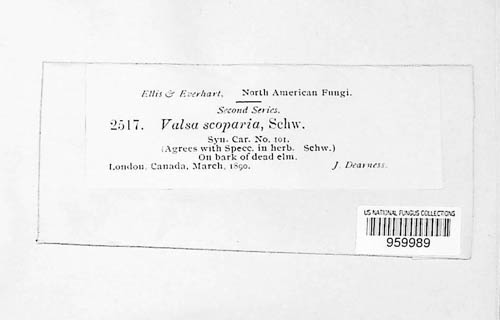 Ellis & Everhart, North American Fungi.
Second Series.
2517. Valsa scoparia, Schw.
Syn. Car. No. 101.
(Agrees with Specc. in herb. Schw.)
On bark of dead elm.
London, Canada, March, 1890. J. Dearness.
US NATIONAL FUNGUS COLLECTIONS
959989